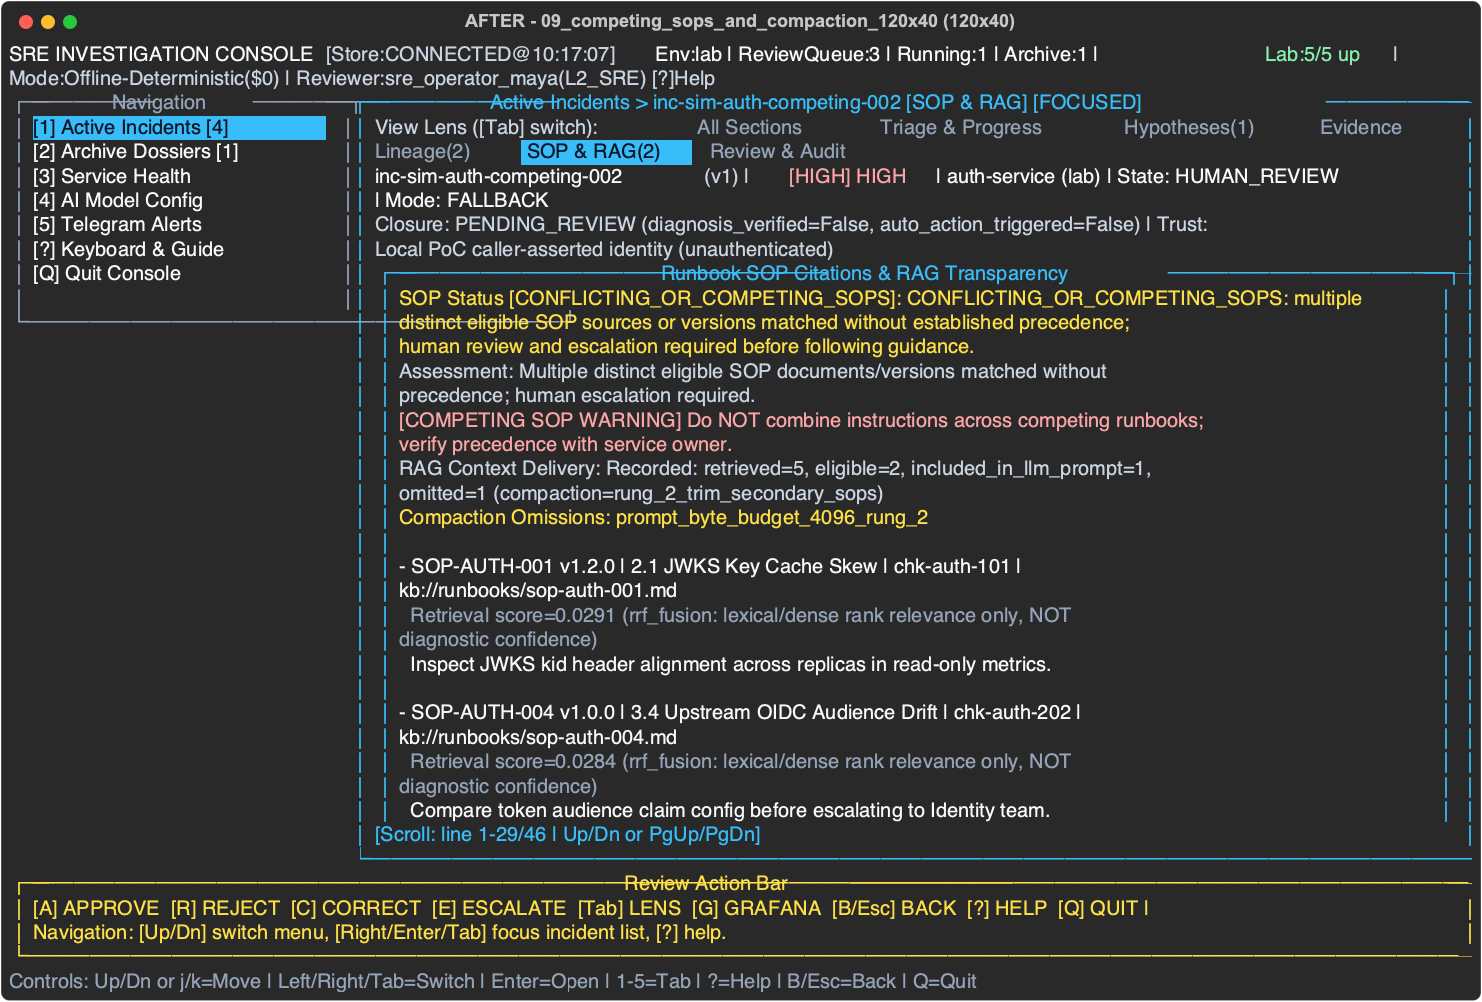 AFTER - 09_competing_sops_and_compaction_120x40 (120x40)
SRE INVESTIGATION CONSOLE [Store:CONNECTED@10:17:07] Env:lab | ReviewQueue:3 | Running:1 | Archive:1 | Lab:5/5 up |
Mode:Offline-Deterministic($0) | Reviewer:sre_operator_maya(L2_SRE) [?]Help
Navigation
[1] Active Incidents [4]
[2] Archive Dossiers [1]
[3] Service Health
[4] AI Model Config
[5] Telegram Alerts
[?] Keyboard & Guide
[Q] Quit Console
Active Incidents > inc-sim-auth-competing-002 [SOP & RAG] [FOCUSED]
View Lens ([Tab] switch): All Sections Triage & Progress Hypotheses(1) Evidence
Lineage(2) SOP & RAG(2) Review & Audit
inc-sim-auth-competing-002 (v1) | [HIGH] HIGH | auth-service (lab) | State: HUMAN_REVIEW
| Mode: FALLBACK
Closure: PENDING_REVIEW (diagnosis_verified=False, auto_action_triggered=False) | Trust:
Local PoC caller-asserted identity (unauthenticated)
Runbook SOP Citations & RAG Transparency
SOP Status [CONFLICTING_OR_COMPETING_SOPS]: CONFLICTING_OR_COMPETING_SOPS: multiple
distinct eligible SOP sources or versions matched without established precedence;
human review and escalation required before following guidance.
Assessment: Multiple distinct eligible SOP documents/versions matched without
precedence; human escalation required.
[COMPETING SOP WARNING] Do NOT combine instructions across competing runbooks;
verify precedence with service owner.
RAG Context Delivery: Recorded: retrieved=5, eligible=2, included_in_llm_prompt=1,
omitted=1 (compaction=rung_2_trim_secondary_sops)
Compaction Omissions: prompt_byte_budget_4096_rung_2
- SOP-AUTH-001 v1.2.0 | 2.1 JWKS Key Cache Skew | chk-auth-101 |
kb://runbooks/sop-auth-001.md
Retrieval score=0.0291 (rrf_fusion: lexical/dense rank relevance only, NOT
diagnostic confidence)
Inspect JWKS kid header alignment across replicas in read-only metrics.
- SOP-AUTH-004 v1.0.0 | 3.4 Upstream OIDC Audience Drift | chk-auth-202 |
kb://runbooks/sop-auth-004.md
Retrieval score=0.0284 (rrf_fusion: lexical/dense rank relevance only, NOT
diagnostic confidence)
Compare token audience claim config before escalating to Identity team.
[Scroll: line 1-29/46 | Up/Dn or PgUp/PgDn]
Review Action Bar
[A] APPROVE [R] REJECT [C] CORRECT [E] ESCALATE [Tab] LENS [G] GRAFANA [B/Esc] BACK [?] HELP [Q] QUIT |
Navigation: [Up/Dn] switch menu, [Right/Enter/Tab] focus incident list, [?] help.
Controls: Up/Dn or j/k=Move | Left/Right/Tab=Switch | Enter=Open | 1-5=Tab | ?=Help | B/Esc=Back | Q=Quit